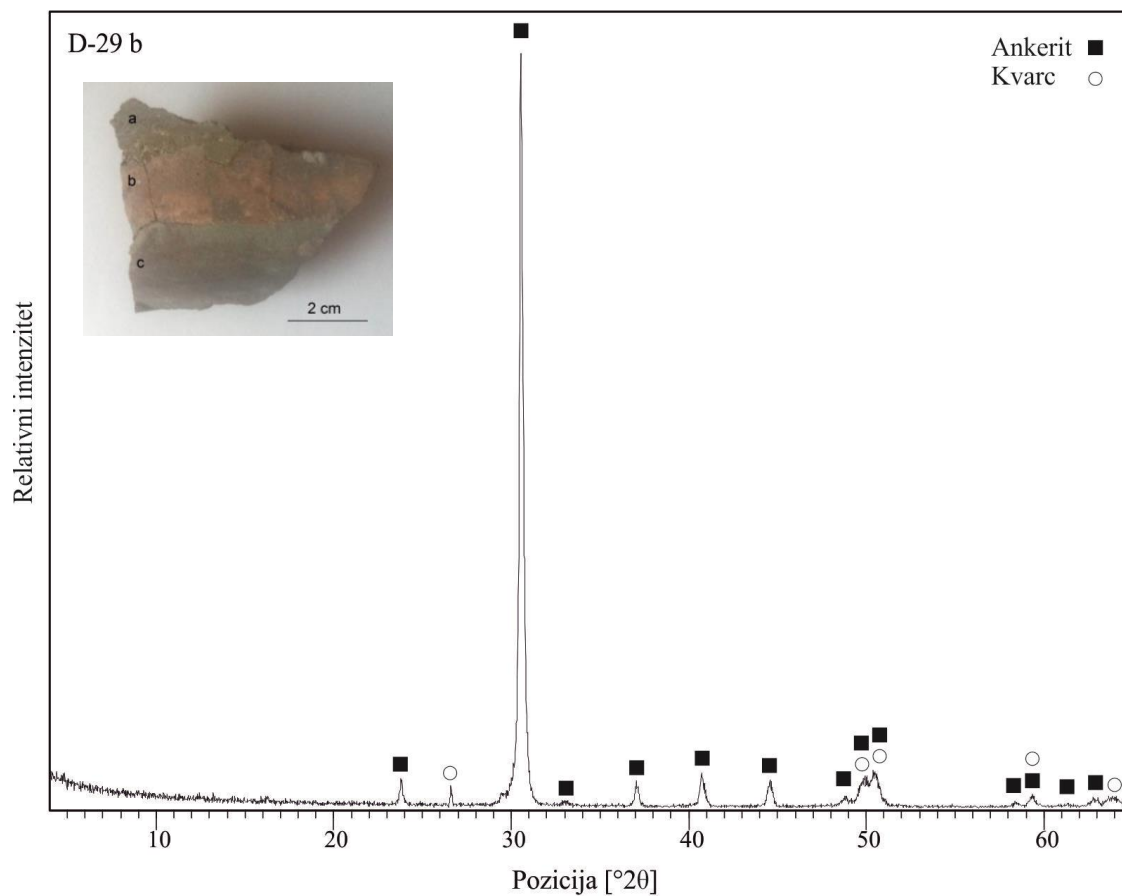 D-29 b
Ankerit ■
Kvarc ○
a
b
c
2 cm
Relativni intenzitet
10 20 30 40 50 60
Pozicija [°2θ]